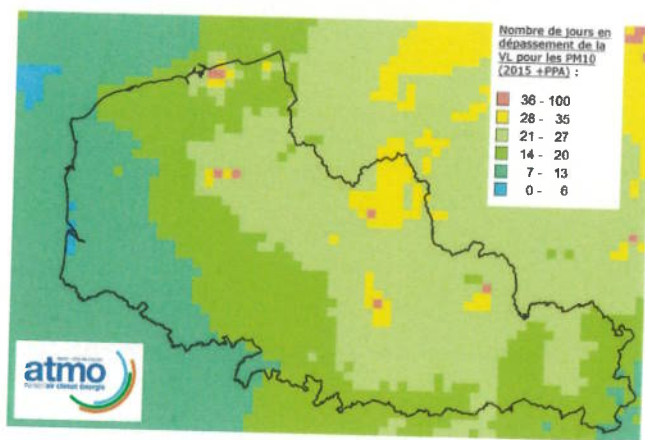 Nombre de jours en
dépassement de la
VL pour les PM10
(2015 +PPA) :
36 - 100
28 - 35
21 - 27
14 - 20
7 - 13
0 - 6
atmo
air climat énergie